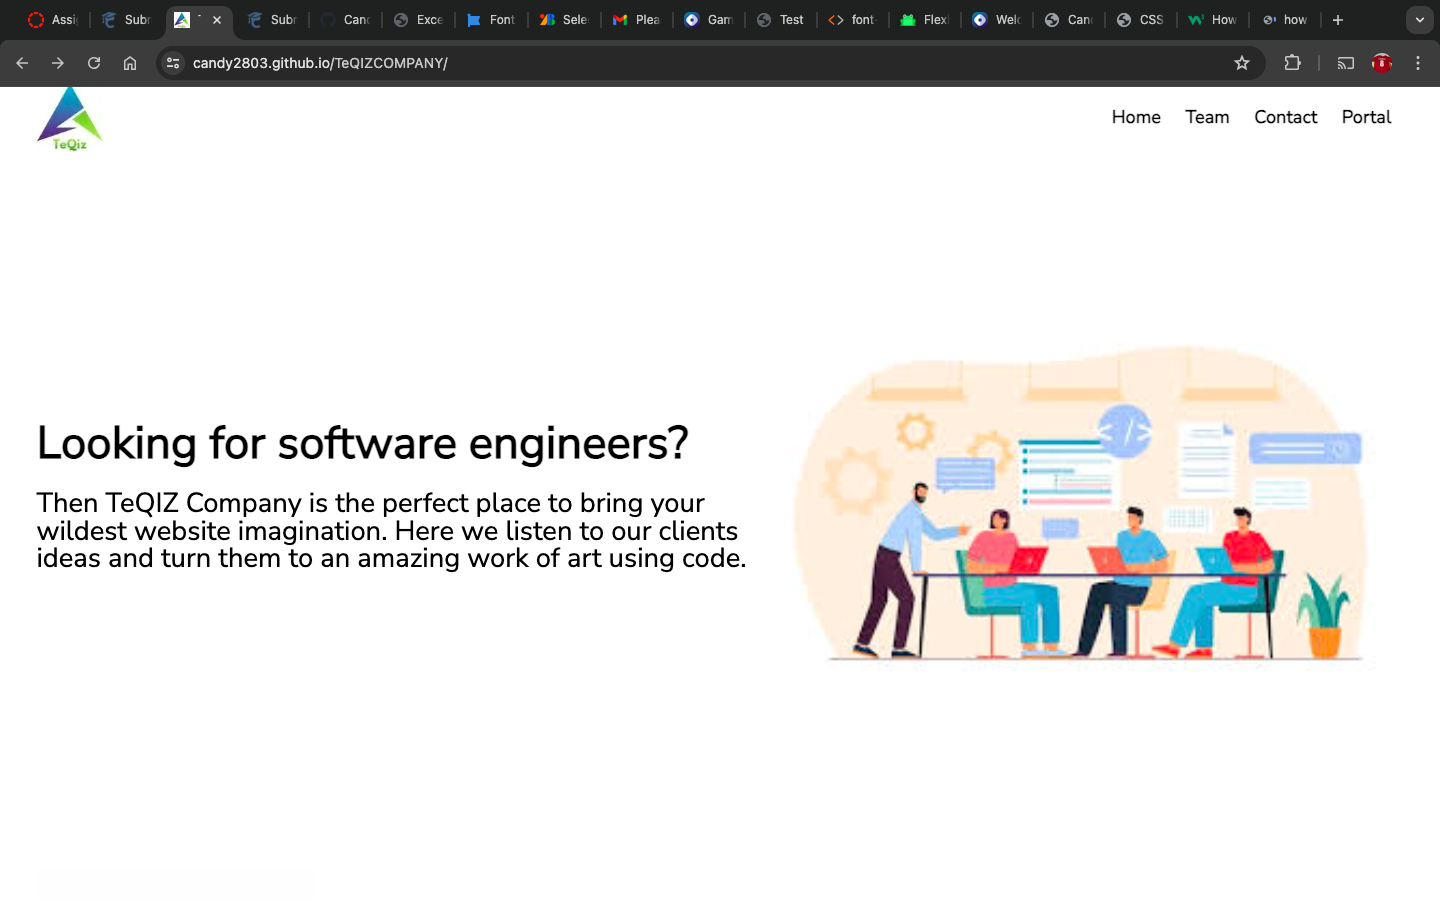 Assi
Subr
Subr
Canc
Exce
Font
Sele
Plea
Gam
Test
font-
Flexi
Welc
Canc
CSS
How
how
candy2803.github.io/TeQIZCOMPANY/
TeQiz
Home Team Contact Portal
Looking for software engineers?
Then TeQIZ Company is the perfect place to bring your
wildest website imagination. Here we listen to our clients
ideas and turn them to an amazing work of art using code.